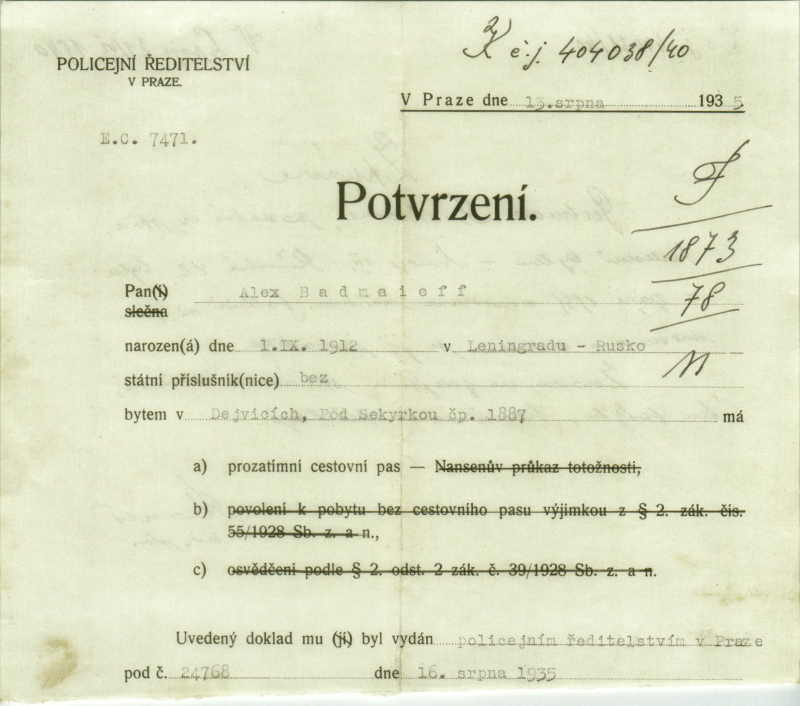 K č.j. 404038/40
POLICEJNÍ ŘEDITELSTVÍ
V PRAZE.
V Praze dne 13.srpna 1935
E.C. 7471.
Potvrzení.
1873
78
Pan(í) Alex Badmaieff
slečna
narozen(á) dne 1.IX. 1912 v Leningradu - Rusko
státní příslušník(nice) bez
bytem v Dejvicích, Pod Sekyrkou čp. 1887 má
a) prozatímní cestovní pas — Nansenův průkaz totožnosti,
b) povolení k pobytu bez cestovního pasu výjimkou z § 2. zák. čís.
55/1928 Sb. z. a n.,
c) osvědčení podle § 2. odst. 2 zák. č. 39/1928 Sb. z. a n.
Uvedený doklad mu (jí) byl vydán policejním ředitelstvím v Praze
pod č. 24768 dne 16. srpna 1935